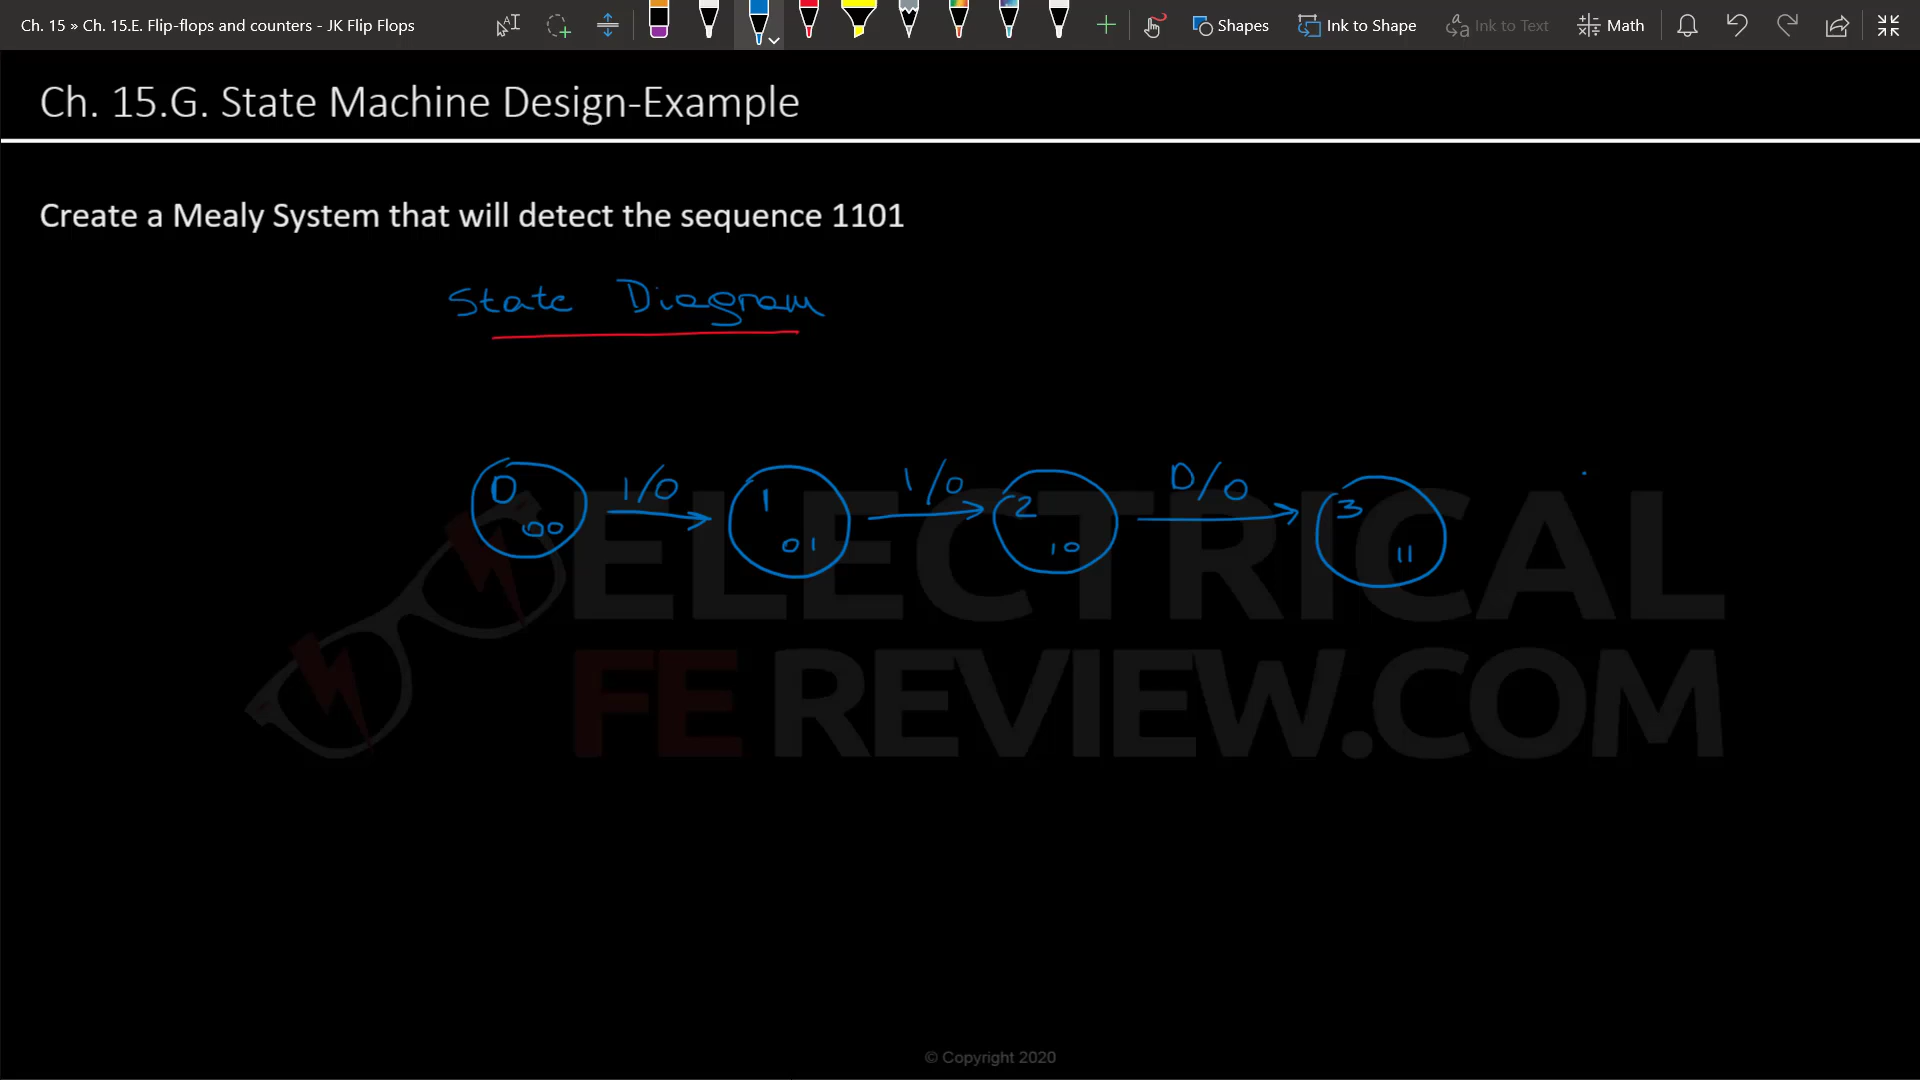 Ch. 15 » Ch. 15.E. Flip-flops and counters - JK Flip Flops
Shapes
Ink to Shape
Ink to Text
Math
Ch. 15.G. State Machine Design-Example
Create a Mealy System that will detect the sequence 1101
State Diagram
0 1/0 1 1/0 2 0/0 3
00 01 10 11
ELECTRICAL
FE REVIEW.COM
© Copyright 2020